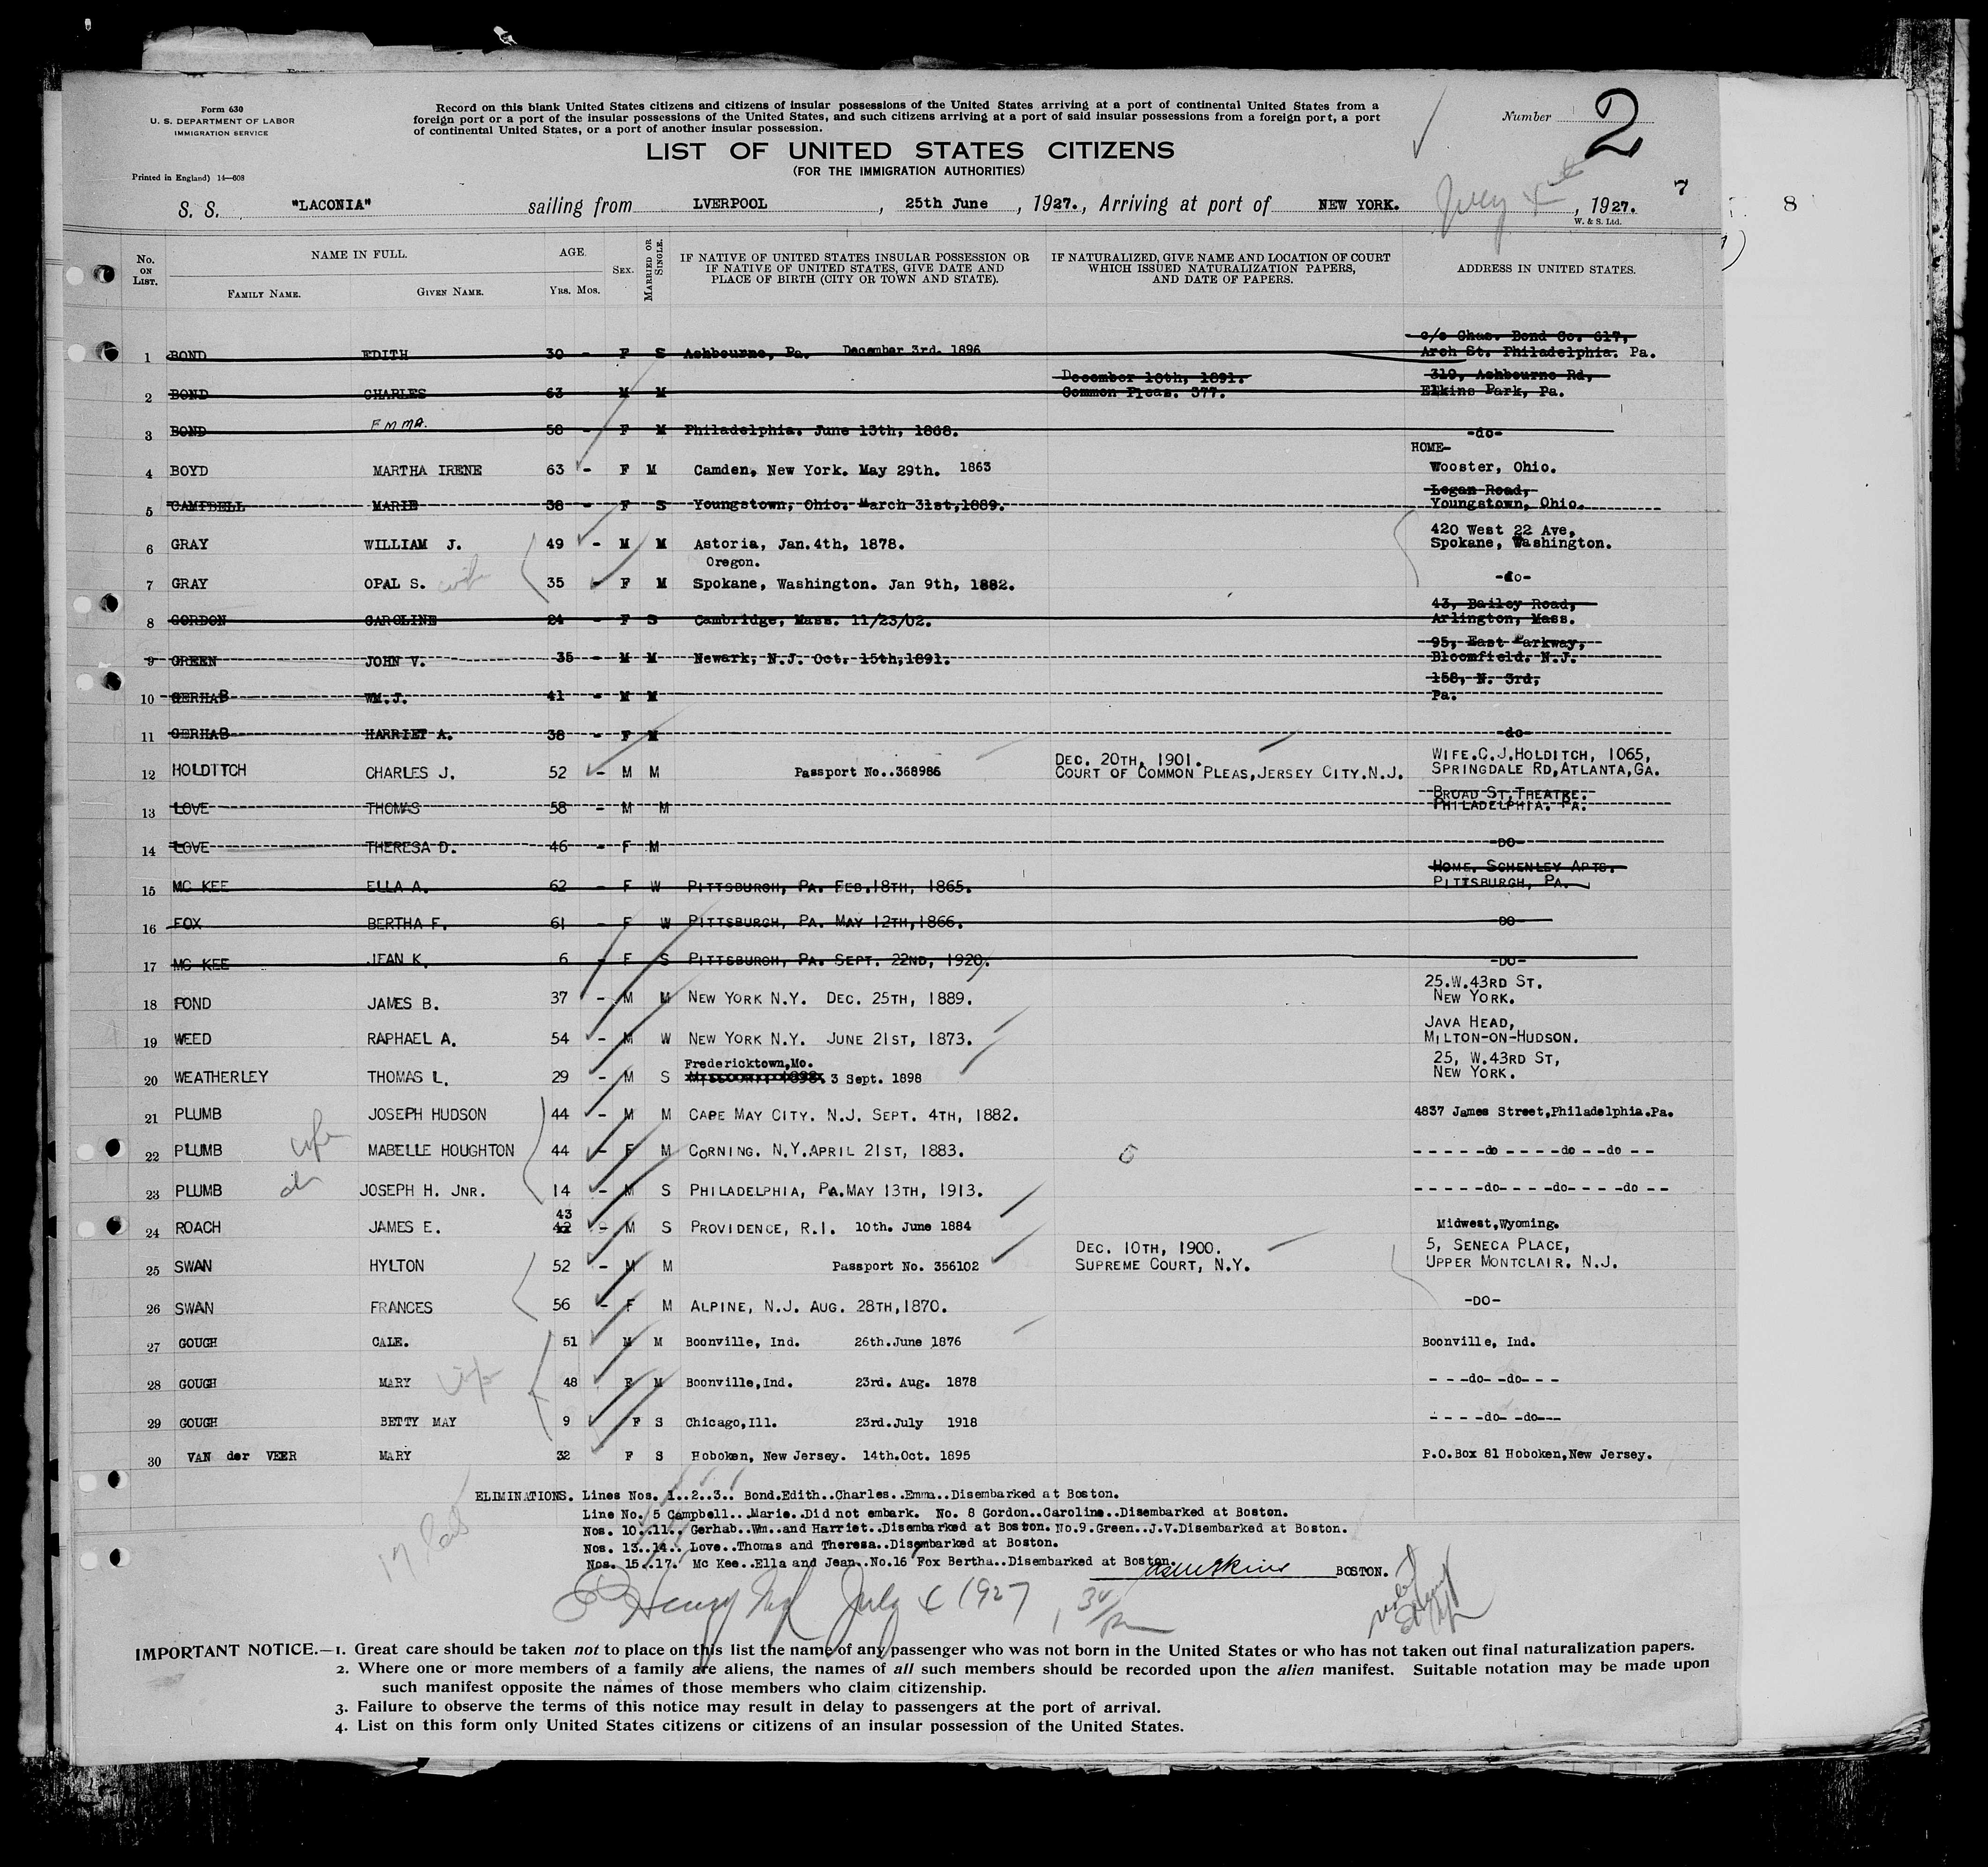 Form 630
U. S. DEPARTMENT OF LABOR
IMMIGRATION SERVICE
Printed in England) 14—608
Record on this blank United States citizens and citizens of insular possessions of the United States arriving at a port of continental United States from a
foreign port or a port of the insular possessions of the United States, and such citizens arriving at a port of said insular possessions from a foreign port, a port
of continental United States, or a port of another insular possession.
Number 2
LIST OF UNITED STATES CITIZENS
(FOR THE IMMIGRATION AUTHORITIES)
7
8
S. S. "LACONIA" sailing from LVERPOOL, 25th June, 1927., Arriving at port of NEW YORK. July 4th, 1927.
W. & S. Ltd.
No. ON LIST.
NAME IN FULL.
FAMILY NAME. GIVEN NAME.
AGE. YRS. MOS.
SEX.
MARRIED OR SINGLE.
IF NATIVE OF UNITED STATES INSULAR POSSESSION OR
IF NATIVE OF UNITED STATES, GIVE DATE AND
PLACE OF BIRTH (CITY OR TOWN AND STATE).
IF NATURALIZED, GIVE NAME AND LOCATION OF COURT
WHICH ISSUED NATURALIZATION PAPERS,
AND DATE OF PAPERS.
ADDRESS IN UNITED STATES.
c/o Chas. Bond Co. 617,
1 BOND EDITH 30 - F S Ashbourne, Pa. December 3rd. 1896 Arch St. Philadelphia. Pa.
December 10th, 1891. 319, Ashbourne Rd,
2 BOND CHARLES 63 - M M Common Pleas. 377. Elkins Park, Pa.
3 BOND EMMA. 58 - F M Philadelphia. June 13th, 1868. -do-
HOME-
4 BOYD MARTHA IRENE 63 - F M Camden, New York. May 29th. 1863 Wooster, Ohio.
Logan Road,
5 CAMPBELL MARIE 38 - F S Youngstown, Ohio. March 31st, 1889. Youngstown, Ohio.
420 West 22 Ave,
6 GRAY WILLIAM J. 49 - M M Astoria, Jan. 4th, 1878. Spokane, Washington.
Oregon.
7 GRAY OPAL S. wife 35 - F M Spokane, Washington. Jan 9th, 1882. -do-
43, Bailey Road,
8 GORDON CAROLINE 24 - F S Cambridge, Mass. 11/23/02. Arlington, Mass.
95, East Parkway,
9 GREEN JOHN V. 35 - M M Newark, N.J. Oct. 15th, 1891. Bloomfield. N.J.
158, N. 3rd,
10 GERHAB WM. J. 41 - M M Pa.
11 GERHAB HARRIET A. 38 - F M -do-
DEC. 20TH, 1901. WIFE. C. J. HOLDITCH, 1065,
12 HOLDITCH CHARLES J. 52 - M M Passport No..368986 COURT OF COMMON PLEAS, JERSEY CITY. N.J. SPRINGDALE RD, ATLANTA, GA.
BROAD ST, THEATRE.
13 LOVE THOMAS 58 - M M PHILADELPHIA. PA.
14 LOVE THERESA D. 46 - F M -DO-
HOME. SCHENLEY APTS.
15 MC KEE ELLA A. 62 - F W PITTSBURGH, PA. FEB. 18TH, 1865. PITTSBURGH, PA.
16 FOX BERTHA F. 61 - F W PITTSBURGH, PA. MAY 12TH, 1866. -DO-
17 MC KEE JEAN K. 6 - F S PITTSBURGH, PA. SEPT. 22ND, 1920. -DO-
25. W. 43RD ST.
18 POND JAMES B. 37 - M M NEW YORK N.Y. DEC. 25TH, 1889. NEW YORK.
JAVA HEAD,
19 WEED RAPHAEL A. 54 - M W NEW YORK N.Y. JUNE 21ST, 1873. MILTON-ON-HUDSON.
Fredericktown, Mo. 25, W. 43RD ST,
20 WEATHERLEY THOMAS L. 29 - M S MISSOURI. 1898. 3 Sept. 1898 NEW YORK.
21 PLUMB JOSEPH HUDSON 44 - M M CAPE MAY CITY. N.J. SEPT. 4TH, 1882. 4837 James Street, Philadelphia. Pa.
22 PLUMB wife MABELLE HOUGHTON 44 - F M CORNING. N.Y. APRIL 21ST, 1883. - - - - -do - - - -do - -do - -
23 PLUMB JOSEPH H. JNR. 14 - M S PHILADELPHIA, PA. MAY 13TH, 1913. - - - - -do- - - -do- - - -do - -
43
24 ROACH JAMES E. 42 - M S PROVIDENCE, R.I. 10th. June 1884 Midwest, Wyoming.
DEC. 10TH, 1900. 5, SENECA PLACE,
25 SWAN HYLTON 52 - M M Passport No. 356102 SUPREME COURT, N.Y. UPPER MONTCLAIR. N.J.
26 SWAN FRANCES 56 - F M ALPINE, N.J. AUG. 28TH, 1870. -DO-
27 GOUGH CALE. 51 M M Boonville, Ind. 26th. June 1876 Boonville, Ind.
28 GOUGH MARY wife 48 F M Boonville, Ind. 23rd. Aug. 1878 - - -do- -do- - -
29 GOUGH BETTY MAY 9 F S Chicago, Ill. 23rd. July 1918 - - - -do- -do---
30 VAN der VEER MARY 32 F S Hoboken, New Jersey. 14th. Oct. 1895 P.O. Box 81 Hoboken, New Jersey.
ELIMINATIONS. Lines Nos. 1..2..3.. Bond. Edith..Charles..Emma..Disembarked at Boston.
Line No. 5 Campbell...Marie..Did not embark. No. 8 Gordon..Caroline..Disembarked at Boston.
Nos. 10..11.. Gerhab..Wm..and Harriet..Disembarked at Boston. No.9. Green..J.V. Disembarked at Boston.
Nos. 13..14.. Love..Thomas and Theresa..Disembarked at Boston.
Nos. 15..17. Mc Kee..Ella and Jean..No.16 Fox Bertha..Disembarked at Boston. BOSTON.
July 4 1927
IMPORTANT NOTICE.—1. Great care should be taken not to place on this list the name of any passenger who was not born in the United States or who has not taken out final naturalization papers.
2. Where one or more members of a family are aliens, the names of all such members should be recorded upon the alien manifest. Suitable notation may be made upon
such manifest opposite the names of those members who claim citizenship.
3. Failure to observe the terms of this notice may result in delay to passengers at the port of arrival.
4. List on this form only United States citizens or citizens of an insular possession of the United States.